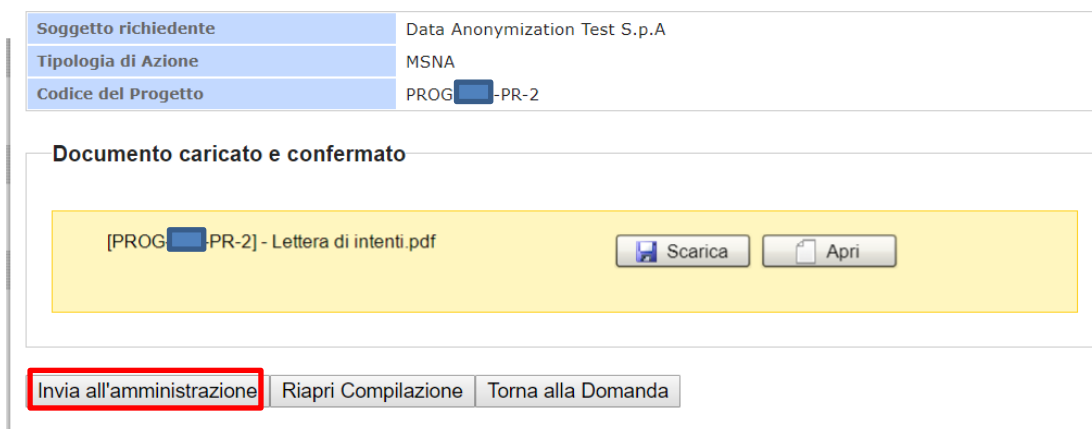 Soggetto richiedente Data Anonymization Test S.p.A
Tipologia di Azione MSNA
Codice del Progetto PROG -PR-2
Documento caricato e confermato
[PROG- -PR-2] - Lettera di intenti.pdf Scarica Apri
Invia all'amministrazione Riapri Compilazione Torna alla Domanda